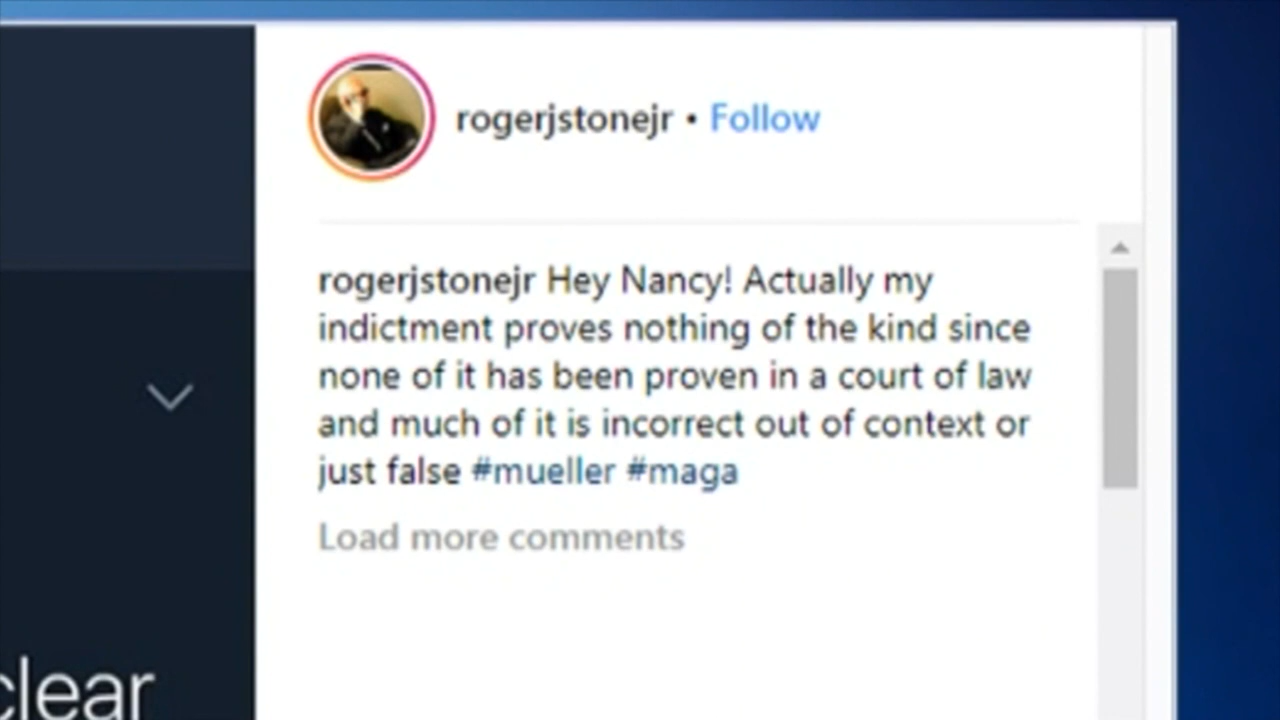 rogerjstonejr • Follow
rogerjstonejr Hey Nancy! Actually my
indictment proves nothing of the kind since
none of it has been proven in a court of law
and much of it is incorrect out of context or
just false #mueller #maga
Load more comments
clear